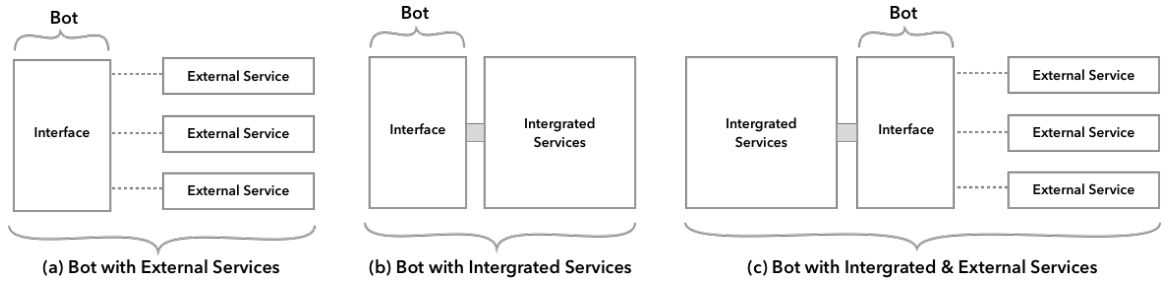 Bot
Interface
External Service
External Service
External Service
(a) Bot with External Services
Bot
Interface
Intergrated
Services
(b) Bot with Intergrated Services
Bot
Intergrated
Services
Interface
External Service
External Service
External Service
(c) Bot with Intergrated & External Services